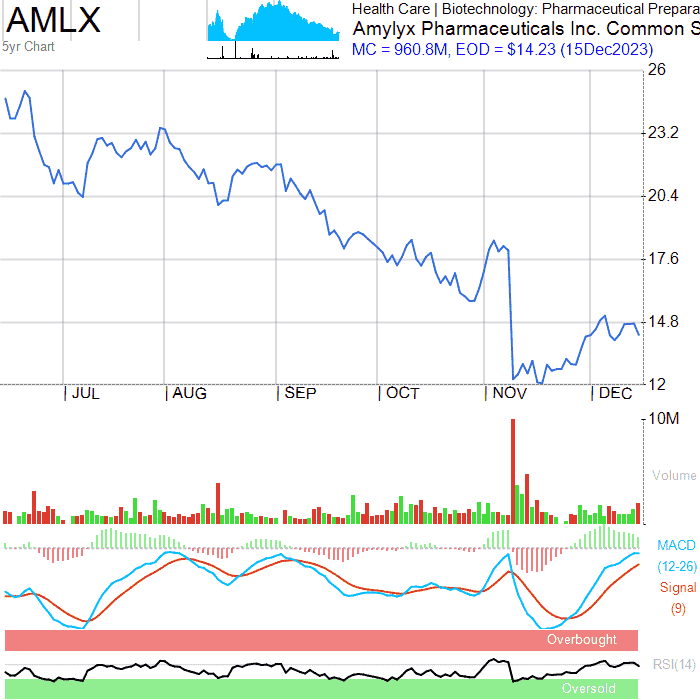 AMLX
5yr Chart
Health Care | Biotechnology: Pharmaceutical Prepara
Amylyx Pharmaceuticals Inc. Common S
MC = 960.8M, EOD = $14.23 (15Dec2023)
26
23.2
20.4
17.6
14.8
12
JUL AUG SEP OCT NOV DEC
10M
Volume
MACD
(12-26)
Signal
(9)
Overbought
RSI(14)
Oversold